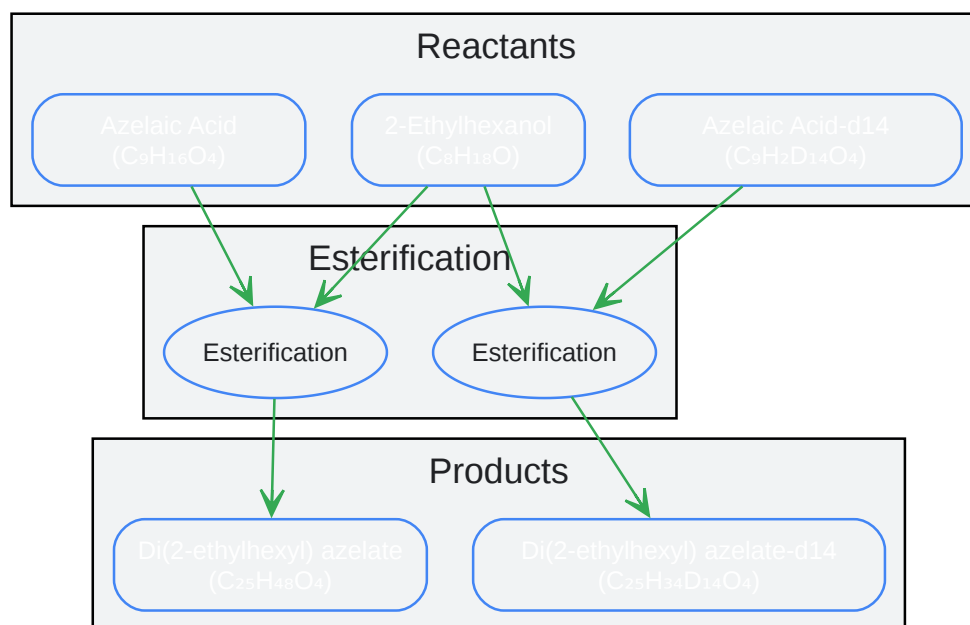 Reactants
Azelaic Acid
(C₉H₁₆O₄)
2-Ethylhexanol
(C₈H₁₈O)
Azelaic Acid-d14
(C₉H₂D₁₄O₄)
Esterification
Esterification
Esterification
Products
Di(2-ethylhexyl) azelate
(C₂₅H₄₈O₄)
Di(2-ethylhexyl) azelate-d14
(C₂₅H₃₄D₁₄O₄)